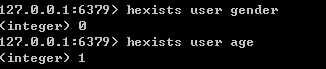 127.0.0.1:6379> hexists user gender
(integer) 0
127.0.0.1:6379> hexists user age
(integer) 1